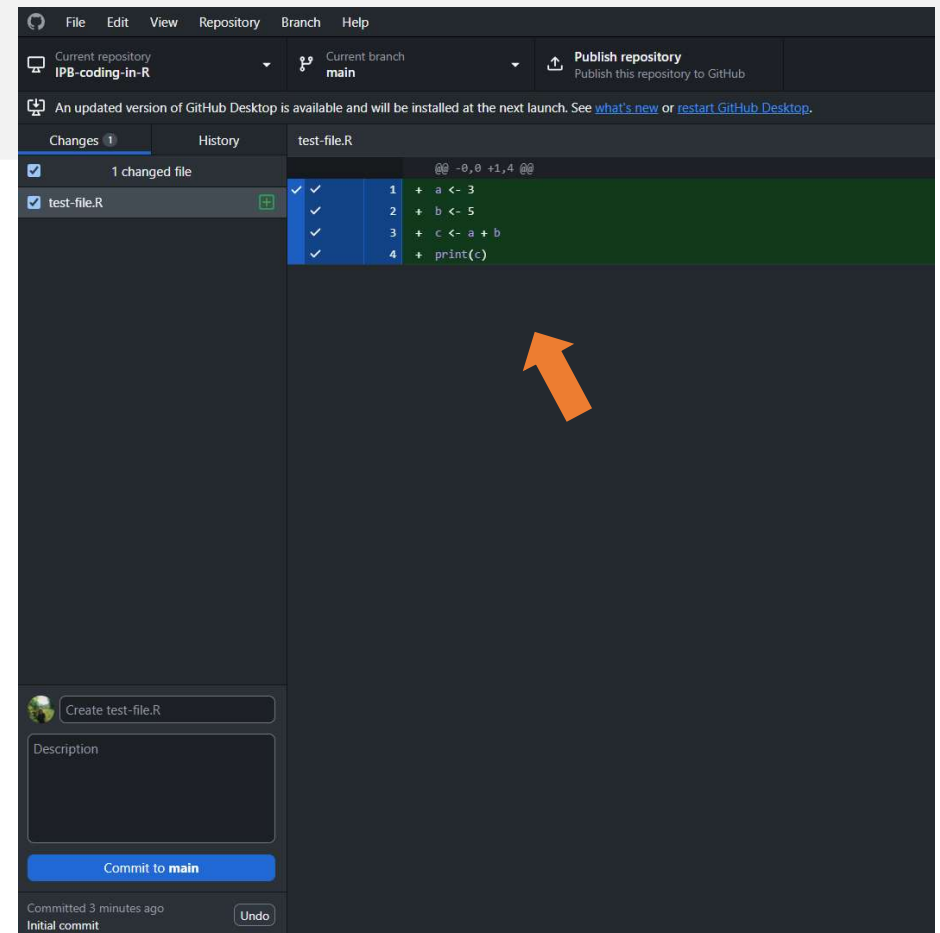 File Edit View Repository Branch Help
Current repository
IPB-coding-in-R
Current branch
main
Publish repository
Publish this repository to GitHub
An updated version of GitHub Desktop is available and will be installed at the next launch. See what's new or restart GitHub Desktop.
Changes 1 History
test-file.R
1 changed file
@@ -0,0 +1,4 @@
test-file.R
1 + a <- 3
2 + b <- 5
3 + c <- a + b
4 + print(c)
Create test-file.R
Description
Commit to main
Committed 3 minutes ago
Initial commit
Undo